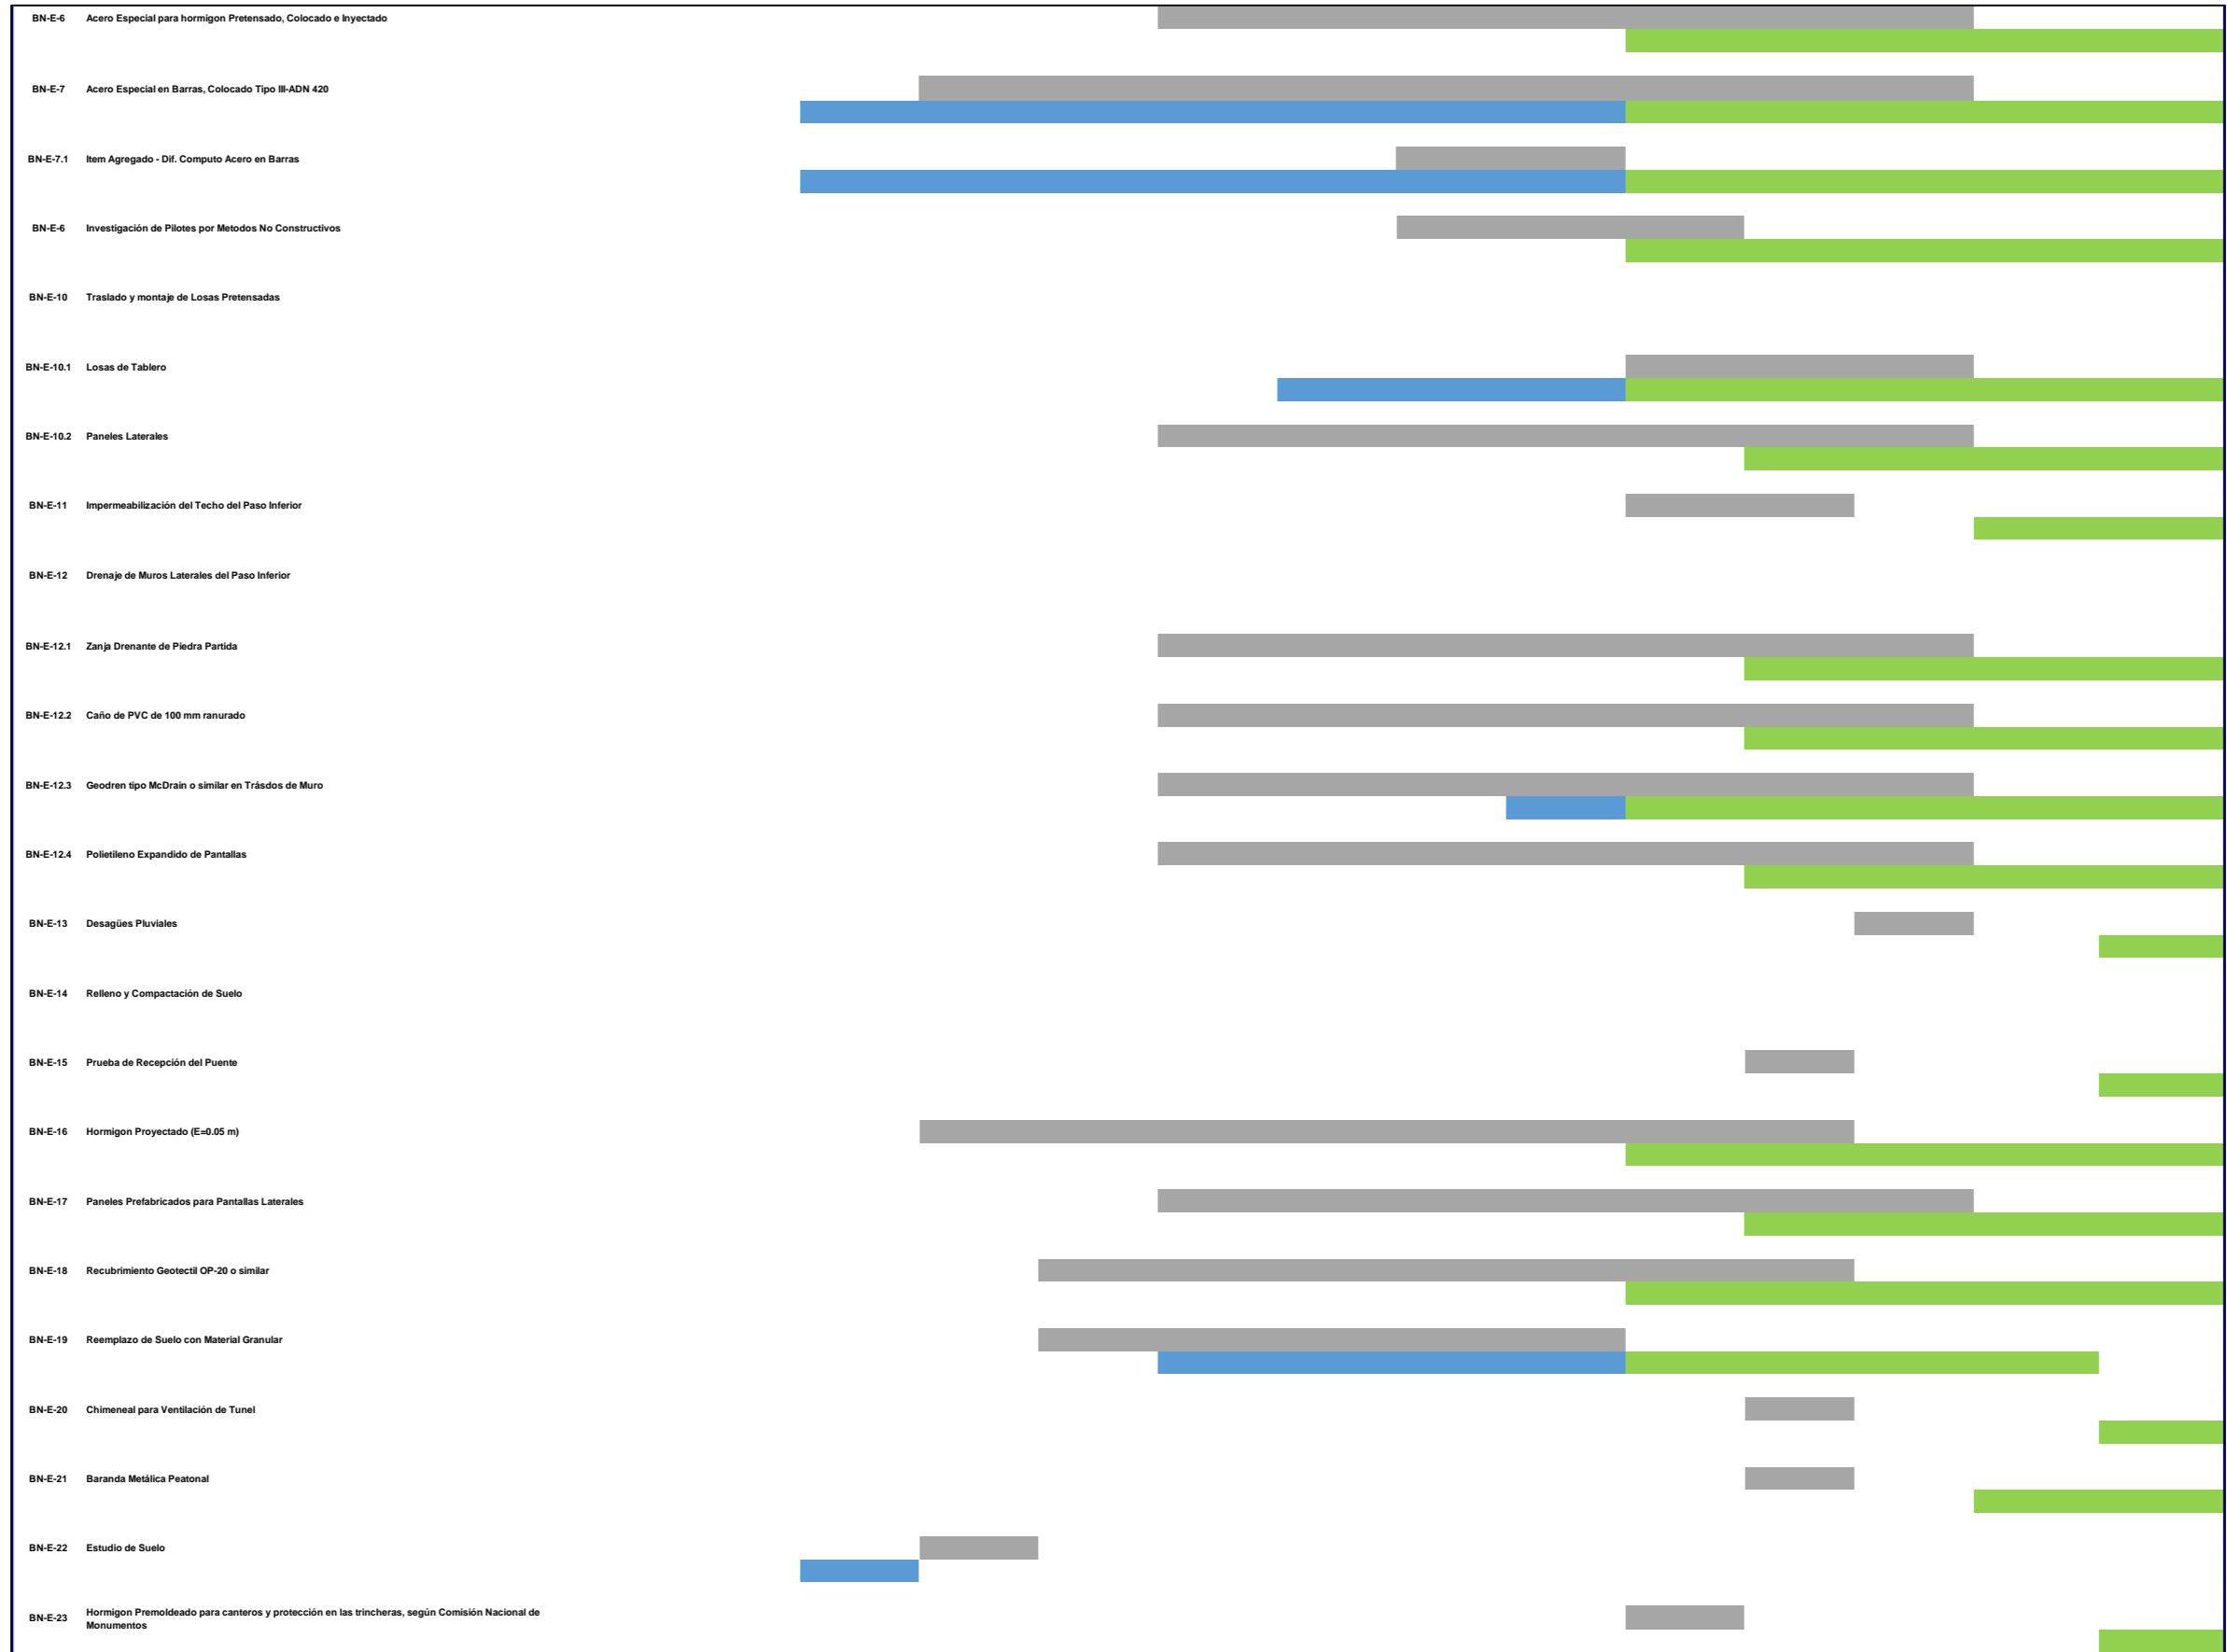 BN-E-6 Acero Especial para hormigon Pretensado, Colocado e Inyectado
BN-E-7 Acero Especial en Barras, Colocado Tipo III-ADN 420
BN-E-7.1 Item Agregado - Dif. Computo Acero en Barras
BN-E-6 Investigación de Pilotes por Metodos No Constructivos
BN-E-10 Traslado y montaje de Losas Pretensadas
BN-E-10.1 Losas de Tablero
BN-E-10.2 Paneles Laterales
BN-E-11 Impermeabilización del Techo del Paso Inferior
BN-E-12 Drenaje de Muros Laterales del Paso Inferior
BN-E-12.1 Zanja Drenante de Piedra Partida
BN-E-12.2 Caño de PVC de 100 mm ranurado
BN-E-12.3 Geodren tipo McDrain o similar en Trásdos de Muro
BN-E-12.4 Polietileno Expandido de Pantallas
BN-E-13 Desagües Pluviales
BN-E-14 Relleno y Compactación de Suelo
BN-E-15 Prueba de Recepción del Puente
BN-E-16 Hormigon Proyectado (E=0.05 m)
BN-E-17 Paneles Prefabricados para Pantallas Laterales
BN-E-18 Recubrimiento Geotectil OP-20 o similar
BN-E-19 Reemplazo de Suelo con Material Granular
BN-E-20 Chimeneal para Ventilación de Tunel
BN-E-21 Baranda Metálica Peatonal
BN-E-22 Estudio de Suelo
BN-E-23 Hormigon Premoldeado para canteros y protección en las trincheras, según Comisión Nacional de
Monumentos